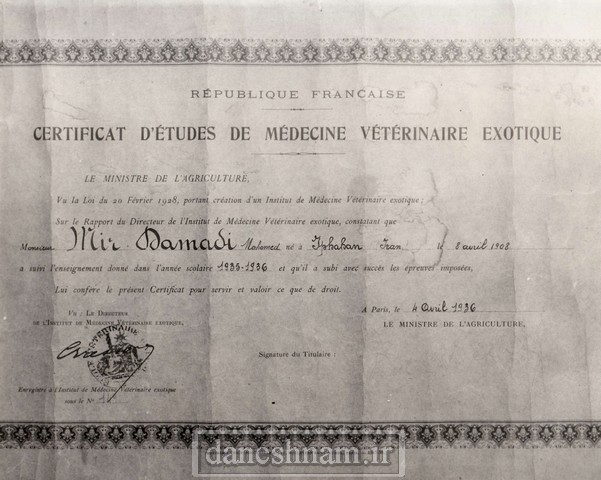 RÉPUBLIQUE FRANÇAISE
CERTIFICAT D'ÉTUDES DE MÉDECINE VÉTÉRINAIRE EXOTIQUE
LE MINISTRE DE L'AGRICULTURE,
Vu la Loi du 20 Février 1928, portant création d'un Institut de Médecine Vétérinaire exotique;
Sur le Rapport du Directeur de l'Institut de Médecine Vétérinaire exotique, constatant que
Monsieur Mir Damadi Mohamed né à Isphahan Iran le 8 avril 1908
a suivi l'enseignement donné dans l'année scolaire 1935-1936 et qu'il a subi avec succès les épreuves imposées,
Lui confère le présent Certificat pour servir et valoir ce que de droit.
Vu : Le Directeur
de l'Institut de Médecine Vétérinaire exotique,
A Paris, le 4 Avril 1936
LE MINISTRE DE L'AGRICULTURE,
Signature du Titulaire :
Enregistré à l'Institut de Médecine Vétérinaire exotique
sous le N°
daneshnam.ir